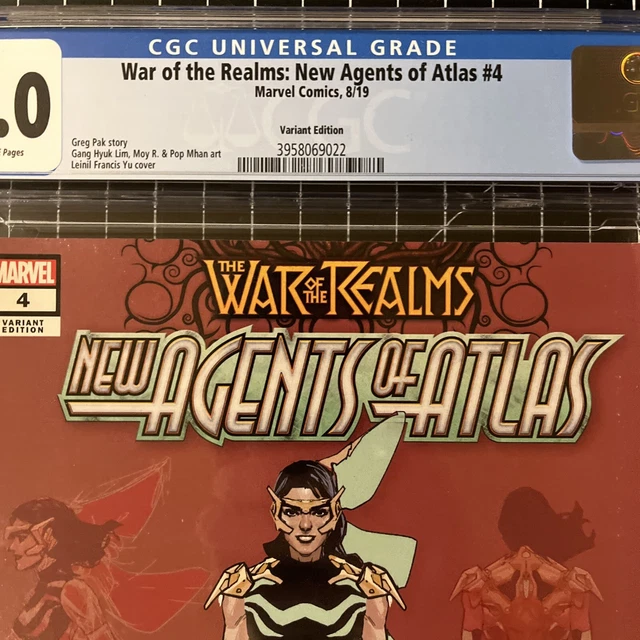 CGC UNIVERSAL GRADE
War of the Realms: New Agents of Atlas #4
Marvel Comics, 8/19
.0
Pages
Variant Edition
3958069022
Greg Pak story
Gang Hyuk Lim, Moy R. & Pop Mhan art
Leinil Francis Yu cover
CGC
MARVEL
4
VARIANT
EDITION
THE
WAR OF THE REALMS
NEW AGENTS OF ATLAS